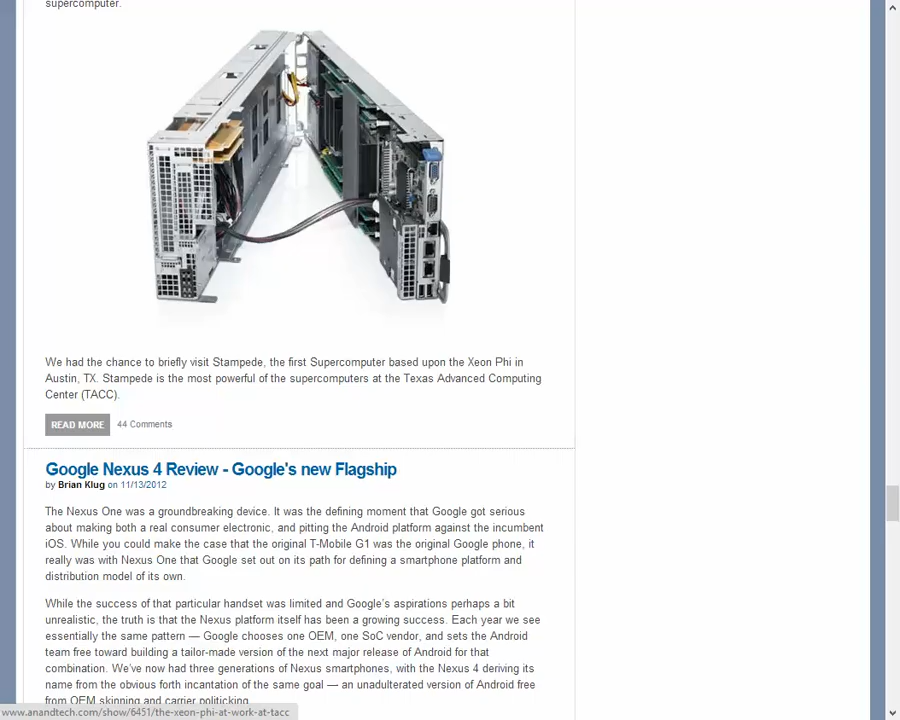 supercomputer.
We had the chance to briefly visit Stampede, the first Supercomputer based upon the Xeon Phi in
Austin, TX. Stampede is the most powerful of the supercomputers at the Texas Advanced Computing
Center (TACC).
READ MORE 44 Comments
Google Nexus 4 Review - Google's new Flagship
by Brian Klug on 11/13/2012
The Nexus One was a groundbreaking device. It was the defining moment that Google got serious
about making both a real consumer electronic, and pitting the Android platform against the incumbent
iOS. While you could make the case that the original T-Mobile G1 was the original Google phone, it
really was with Nexus One that Google set out on its path for defining a smartphone platform and
distribution model of its own.
While the success of that particular handset was limited and Google's aspirations perhaps a bit
unrealistic, the truth is that the Nexus platform itself has been a growing success. Each year we see
essentially the same pattern — Google chooses one OEM, one SoC vendor, and sets the Android
team free toward building a tailor-made version of the next major release of Android for that
combination. We've now had three generations of Nexus smartphones, with the Nexus 4 deriving its
name from the obvious forth incantation of the same goal — an unadulterated version of Android free
from OEM skinning and carrier politicking.
www.anandtech.com/show/6451/the-xeon-phi-at-work-at-tacc